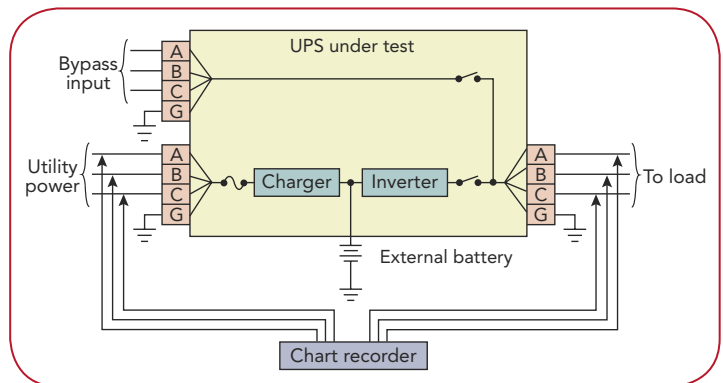 UPS under test
Bypass
input
A
B
C
G
Utility
power
A
B
C
G
Charger
Inverter
A
B
C
G
To load
External battery
Chart recorder